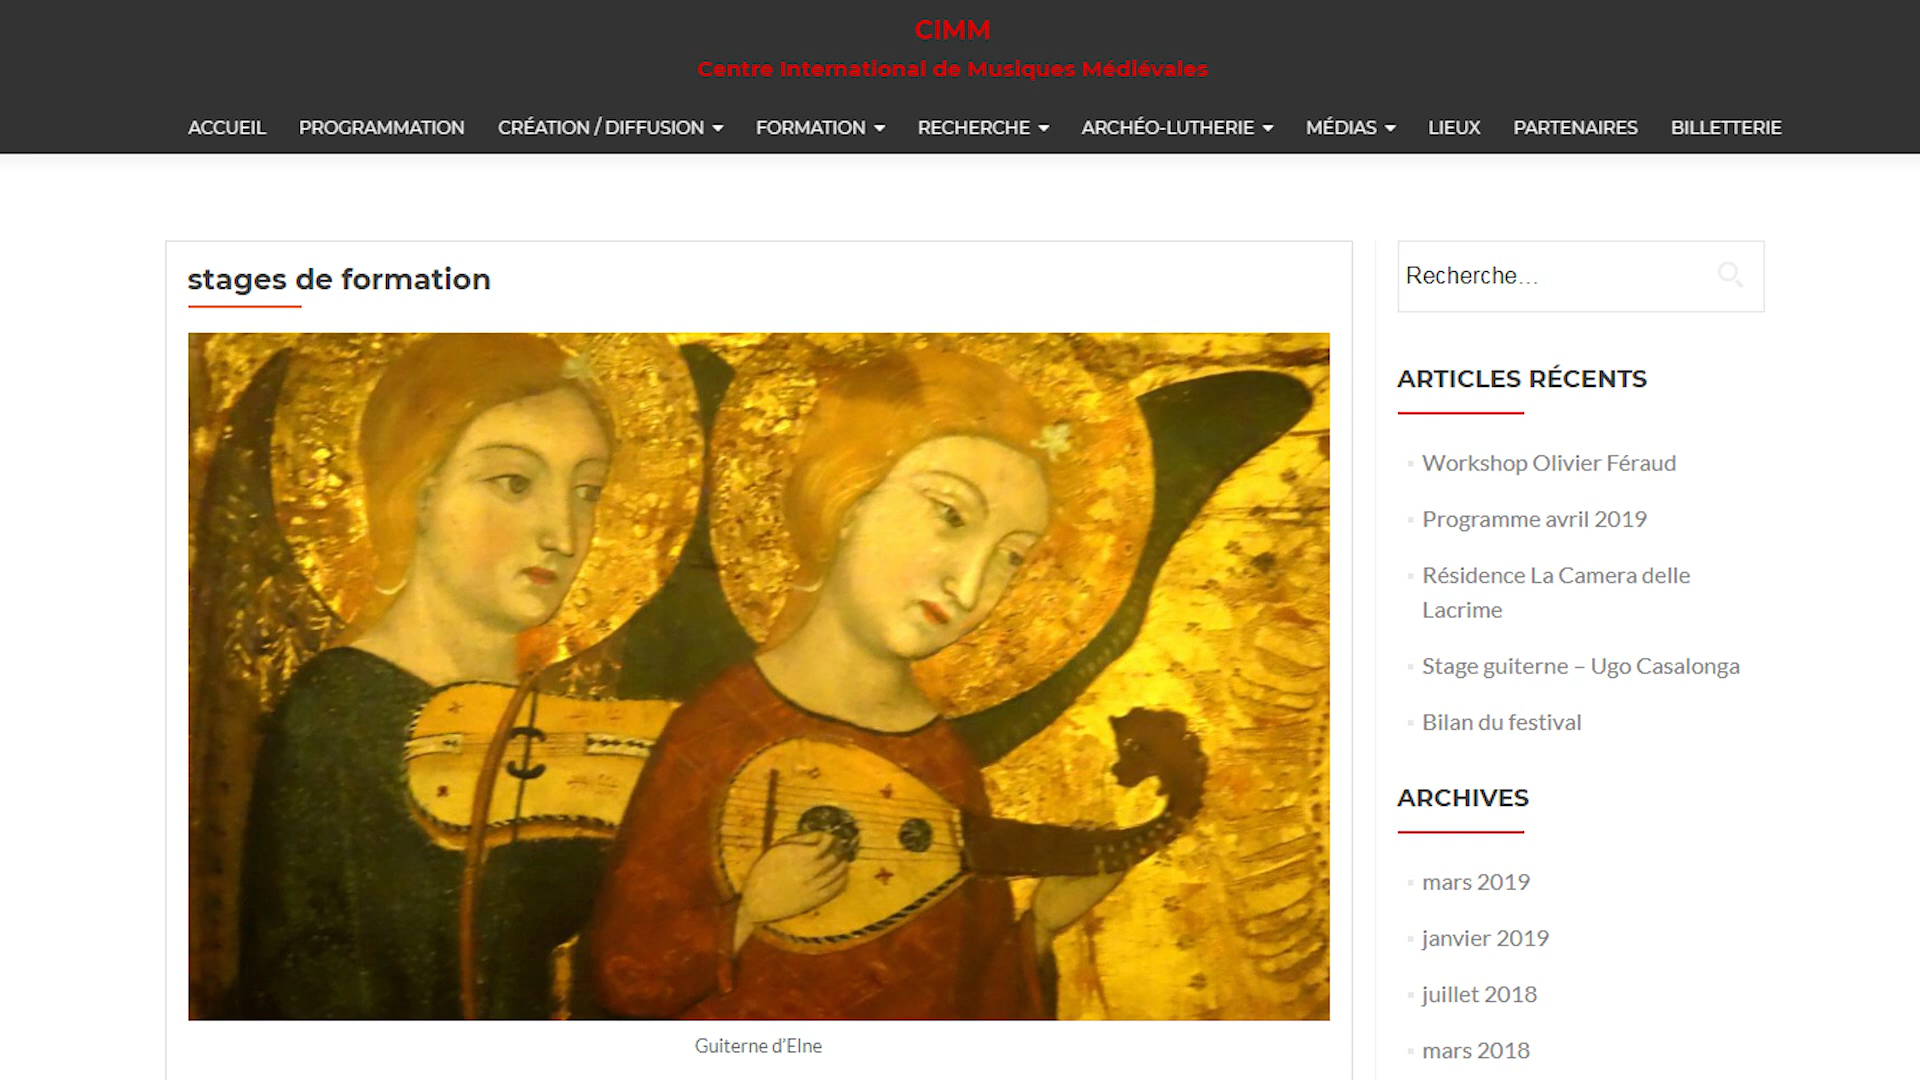 CIMM
Centre International de Musiques Médiévales
ACCUEIL PROGRAMMATION CRÉATION / DIFFUSION FORMATION RECHERCHE ARCHÉO-LUTHERIE MÉDIAS LIEUX PARTENAIRES BILLETTERIE
stages de formation
Guiterne d'Elne
Recherche…
ARTICLES RÉCENTS
Workshop Olivier Féraud
Programme avril 2019
Résidence La Camera delle
Lacrime
Stage guiterne – Ugo Casalonga
Bilan du festival
ARCHIVES
mars 2019
janvier 2019
juillet 2018
mars 2018